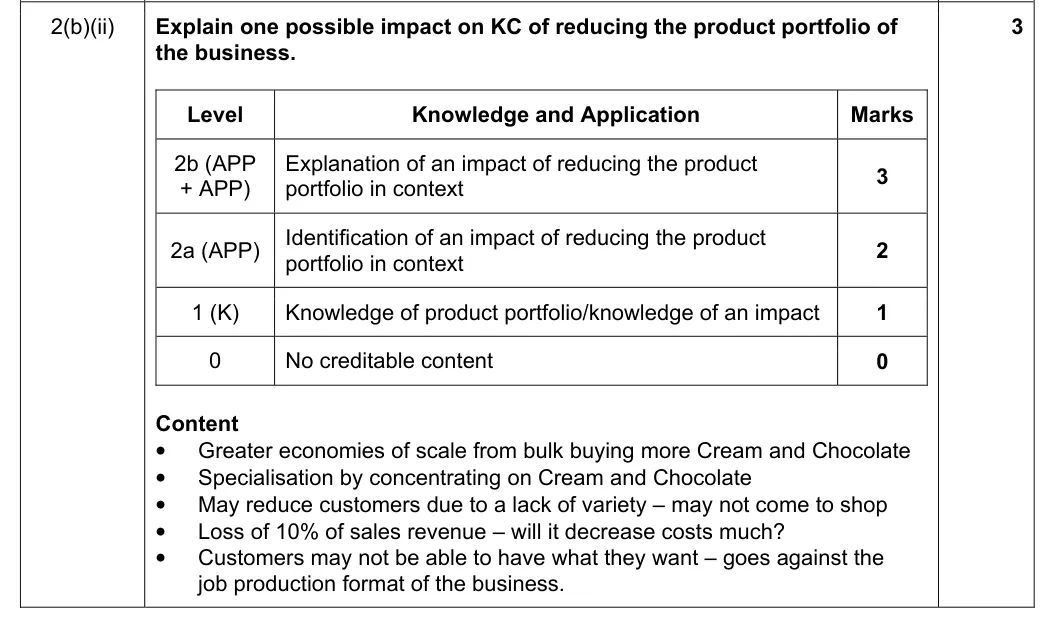 2(b)(ii)
Explain one possible impact on KC of reducing the product portfolio of
the business.
3
Level
Knowledge and Application
Marks
2b (APP
+ APP)
Explanation of an impact of reducing the product
portfolio in context
3
2a (APP)
Identification of an impact of reducing the product
portfolio in context
2
1 (K)
Knowledge of product portfolio/knowledge of an impact
1
0
No creditable content
0
Content
• Greater economies of scale from bulk buying more Cream and Chocolate
• Specialisation by concentrating on Cream and Chocolate
• May reduce customers due to a lack of variety – may not come to shop
• Loss of 10% of sales revenue – will it decrease costs much?
• Customers may not be able to have what they want – goes against the
job production format of the business.